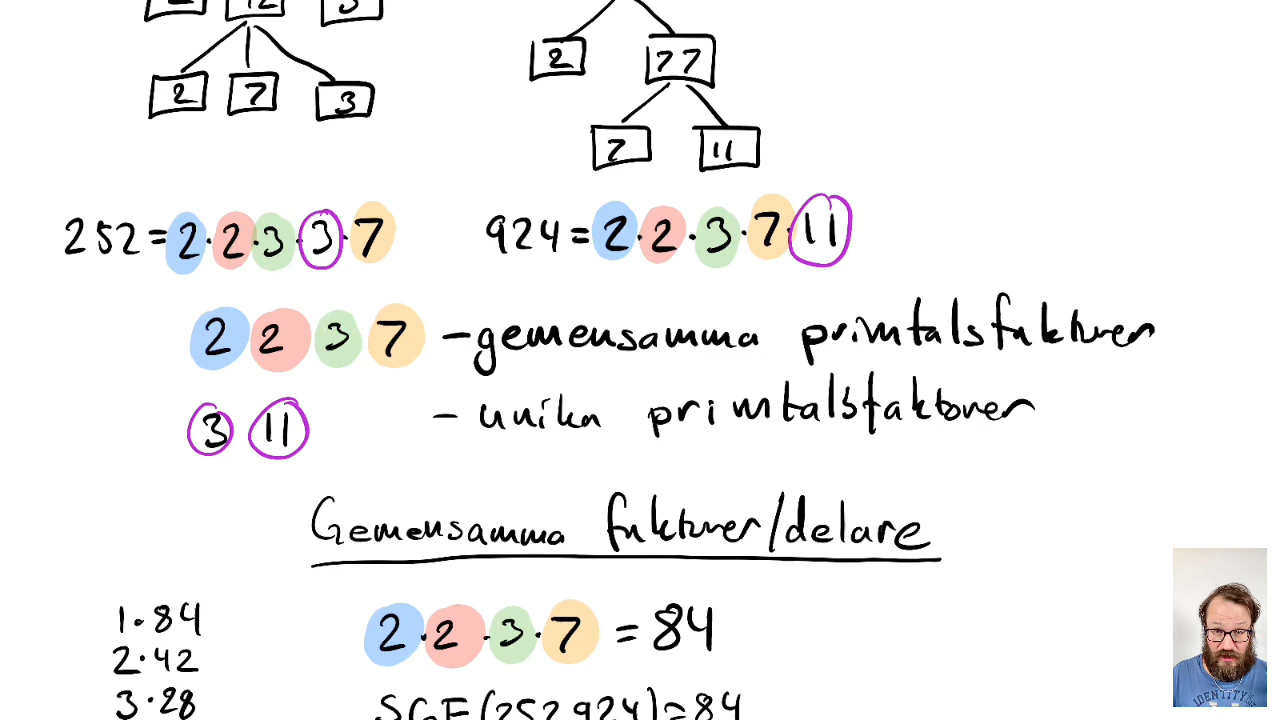 2 7 3
2 77
7 11
252=2·2·3·3·7
924=2·2·3·7·11
2 2 3 7 -gemensamma primtalsfaktorer
3 11 - unika primtalsfaktorer
Gemensamma faktorer/delare
1·84
2·2·3·7 = 84
2·42
3·28
SGF(252,924)=84
IDENTITY